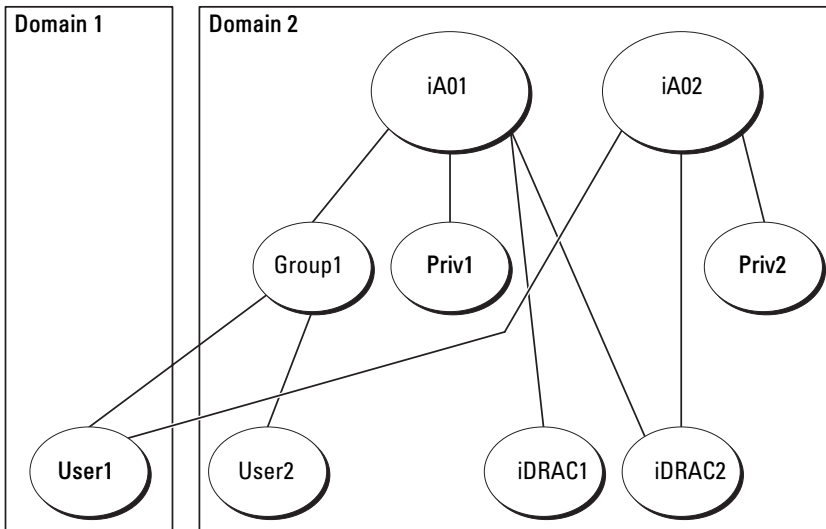 Domain 1
Domain 2
iA01
iA02
Group1
Priv1
Priv2
User1
User2
iDRAC1
iDRAC2